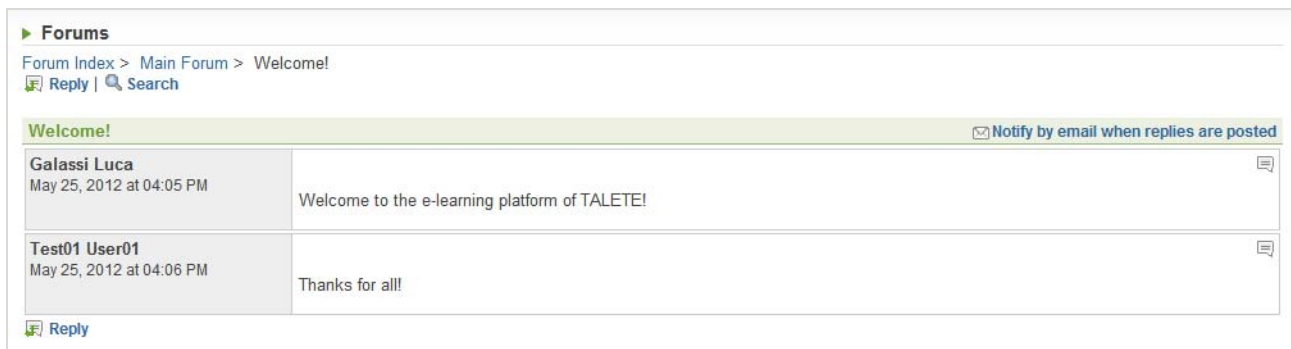 Forums
Forum Index > Main Forum > Welcome!
Reply | Search
Welcome! Notify by email when replies are posted
Galassi Luca
May 25, 2012 at 04:05 PM
Welcome to the e-learning platform of TALETE!
Test01 User01
May 25, 2012 at 04:06 PM
Thanks for all!
Reply